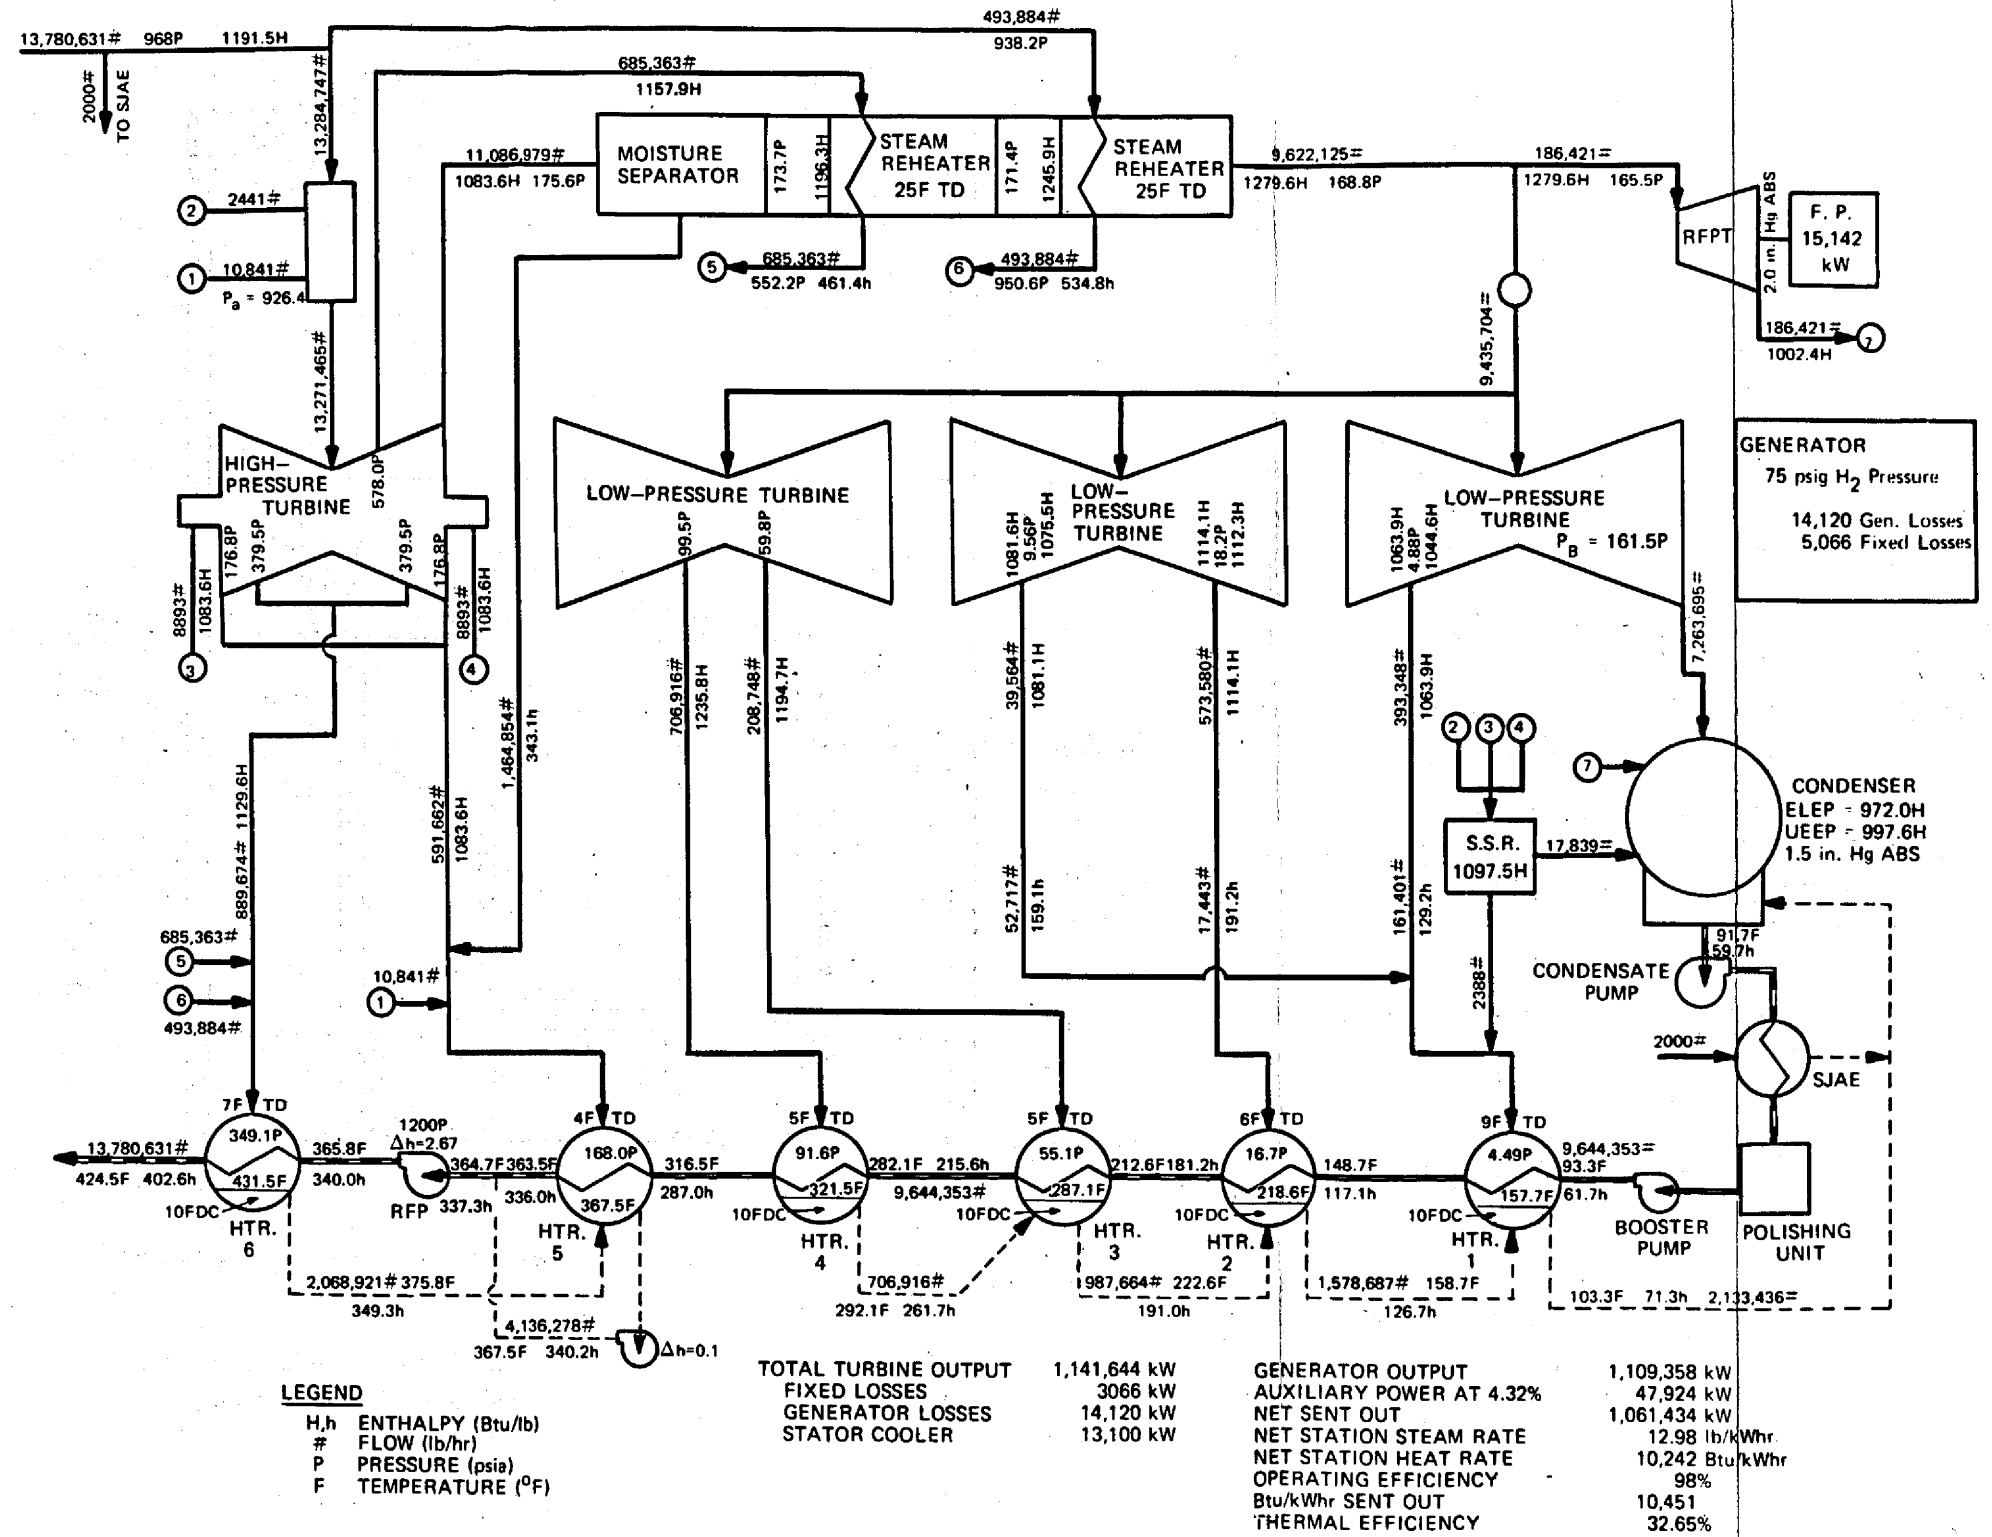 493,884#
938.2P
13,780,631# 968P 1191.5H
2000#
TO SJAE
13,284,747#
685,363#
1157.9H
11,086,979#
1083.6H 175.6P
MOISTURE
SEPARATOR
173.7P
1196.3H
STEAM
REHEATER
25F TD
171.4P
1245.9H
STEAM
REHEATER
25F TD
9,622,125=
1279.6H 168.8P
186,421=
1279.6H 165.5P
RFPT
2.0 in. Hg ABS
F. P.
15,142
kW
2
2441#
1
10,841#
Pa = 926.4
5
685,363#
552.2P 461.4h
6
493,884#
950.6P 534.8h
186,421=
1002.4H
7
13,271,465#
9,435,704=
HIGH–
PRESSURE
TURBINE
578.0P
176.8P
379.5P
379.5P
176.8P
8893#
1083.6H
3
8893#
1083.6H
4
LOW–PRESSURE TURBINE
99.5P
59.8P
LOW–
PRESSURE
TURBINE
1081.6H
9.56P
1075.5H
1114.1H
18.2P
1112.3H
LOW–PRESSURE
TURBINE
PB = 161.5P
1063.9H
4.88P
1044.6H
GENERATOR
75 psig H2 Pressure
14,120 Gen. Losses
5,066 Fixed Losses
7,263,695=
706,916#
1235.8H
208,748#
1194.7H
39,564#
1081.1H
573,580#
1114.1H
393,348#
1063.9H
1,464,854#
343.1h
889,674# 1129.6H
591,662#
1083.6H
52,717#
159.1h
17,443#
191.2h
161,401#
129.2h
2 3 4
S.S.R.
1097.5H
17,839=
2388#
7
CONDENSER
ELEP = 972.0H
UEEP = 997.6H
1.5 in. Hg ABS
91.7F
59.7h
CONDENSATE
PUMP
685,363#
5
6
493,884#
10,841#
1
2000#
SJAE
7F TD
349.1P
431.5F
10FDC
HTR.
6
13,780,631#
424.5F 402.6h
365.8F
340.0h
1200P
Δh=2.67
RFP
364.7F 363.5F
337.3h
336.0h
4F TD
168.0P
367.5F
HTR.
5
316.5F
287.0h
5F TD
91.6P
321.5F
10FDC
HTR.
4
282.1F 215.6h
9,644,353#
5F TD
55.1P
287.1F
10FDC
HTR.
3
212.6F 181.2h
6F TD
16.7P
218.6F
10FDC
HTR.
2
148.7F
117.1h
9F TD
4.49P
157.7F
10FDC
HTR.
1
9,644,353=
93.3F
61.7h
BOOSTER
PUMP
POLISHING
UNIT
2,068,921# 375.8F
349.3h
4,136,278#
367.5F 340.2h
Δh=0.1
706,916#
292.1F 261.7h
987,664# 222.6F
191.0h
1,578,687# 158.7F
126.7h
103.3F 71.3h 2,133,436=
LEGEND
H,h ENTHALPY (Btu/lb)
# FLOW (lb/hr)
P PRESSURE (psia)
F TEMPERATURE (°F)
TOTAL TURBINE OUTPUT 1,141,644 kW
FIXED LOSSES 3066 kW
GENERATOR LOSSES 14,120 kW
STATOR COOLER 13,100 kW
GENERATOR OUTPUT 1,109,358 kW
AUXILIARY POWER AT 4.32% 47,924 kW
NET SENT OUT 1,061,434 kW
NET STATION STEAM RATE 12.98 lb/kWhr
NET STATION HEAT RATE 10,242 Btu/kWhr
OPERATING EFFICIENCY 98%
Btu/kWhr SENT OUT 10,451
THERMAL EFFICIENCY 32.65%